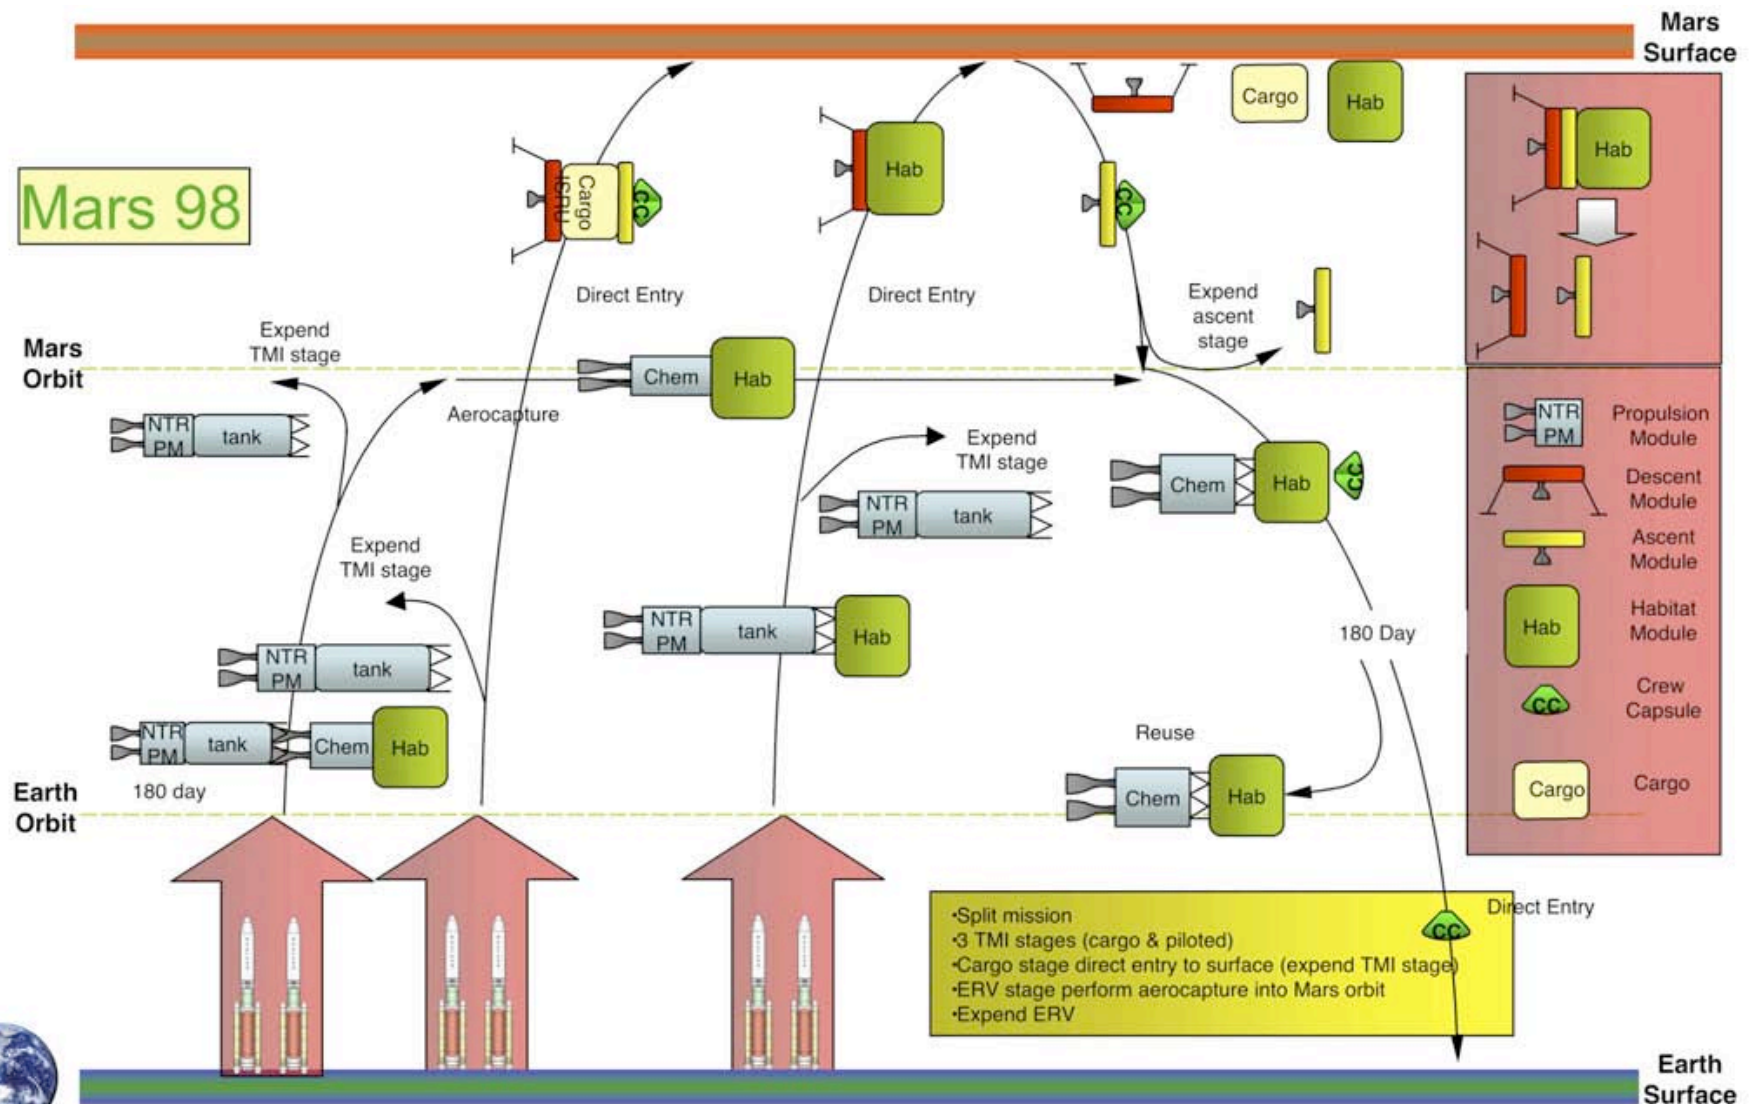 Mars
Surface
Mars 98
Cargo
ISRU
CC
Direct Entry
Hab
Direct Entry
Cargo
Hab
CC
Expend
ascent
stage
Hab
Mars
Orbit
Expend
TMI stage
NTR
PM
tank
Aerocapture
Chem
Hab
Expend
TMI stage
NTR
PM
tank
Chem
Hab
CC
NTR
PM
Propulsion
Module
Descent
Module
Ascent
Module
Hab
Habitat
Module
CC
Crew
Capsule
Cargo
Cargo
Expend
TMI stage
NTR
PM
tank
NTR
PM
tank
Chem
Hab
180 day
NTR
PM
tank
Hab
180 Day
Reuse
Chem
Hab
Earth
Orbit
•Split mission
•3 TMI stages (cargo & piloted)
•Cargo stage direct entry to surface (expend TMI stage)
•ERV stage perform aerocapture into Mars orbit
•Expend ERV
CC
Direct Entry
Earth
Surface